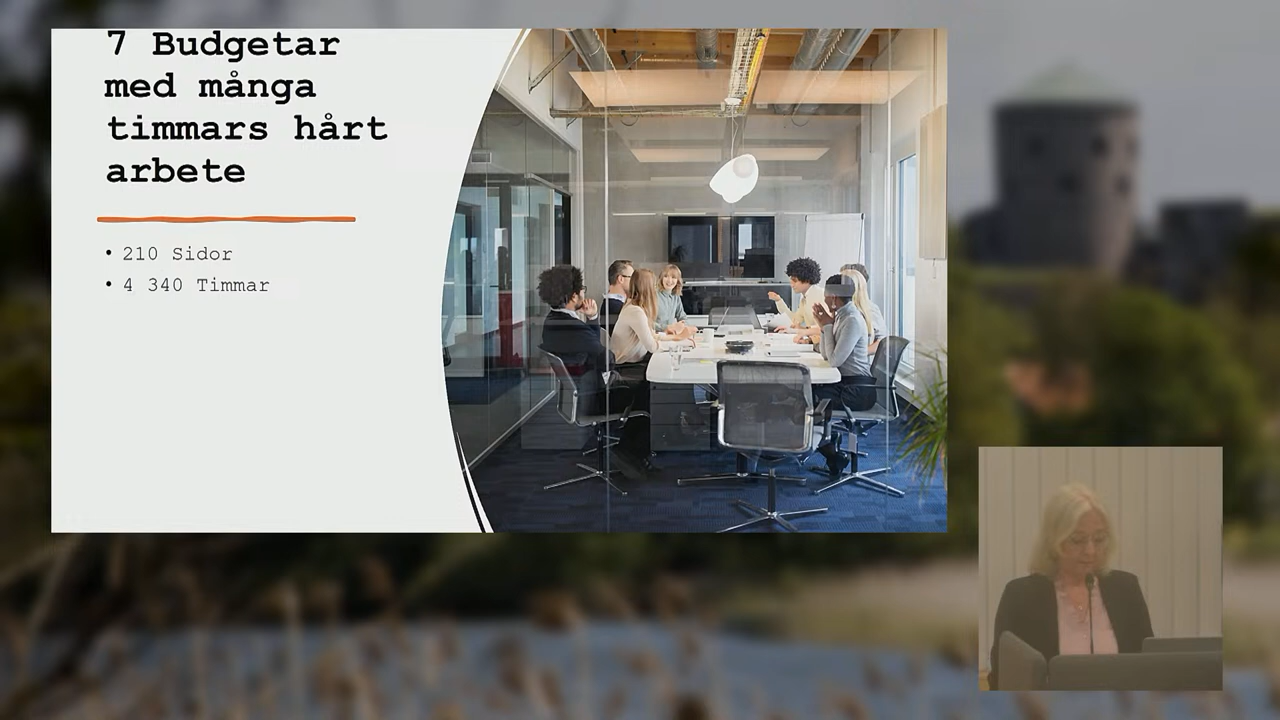 7 Budgetar
med många
timmars hårt
arbete
• 210 Sidor
• 4 340 Timmar